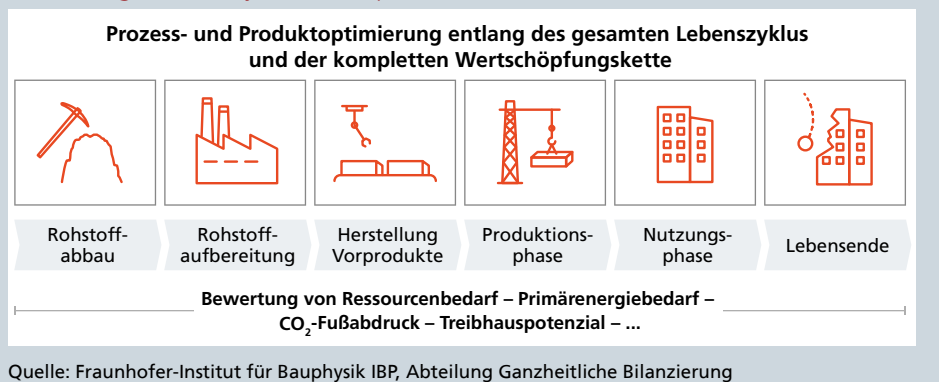 Prozess- und Produktoptimierung entlang des gesamten Lebenszyklus
und der kompletten Wertschöpfungskette
Rohstoff-
abbau
Rohstoff-
aufbereitung
Herstellung
Vorprodukte
Produktions-
phase
Nutzungs-
phase
Lebensende
Bewertung von Ressourcenbedarf – Primärenergiebedarf –
CO₂-Fußabdruck – Treibhauspotenzial – ...
Quelle: Fraunhofer-Institut für Bauphysik IBP, Abteilung Ganzheitliche Bilanzierung